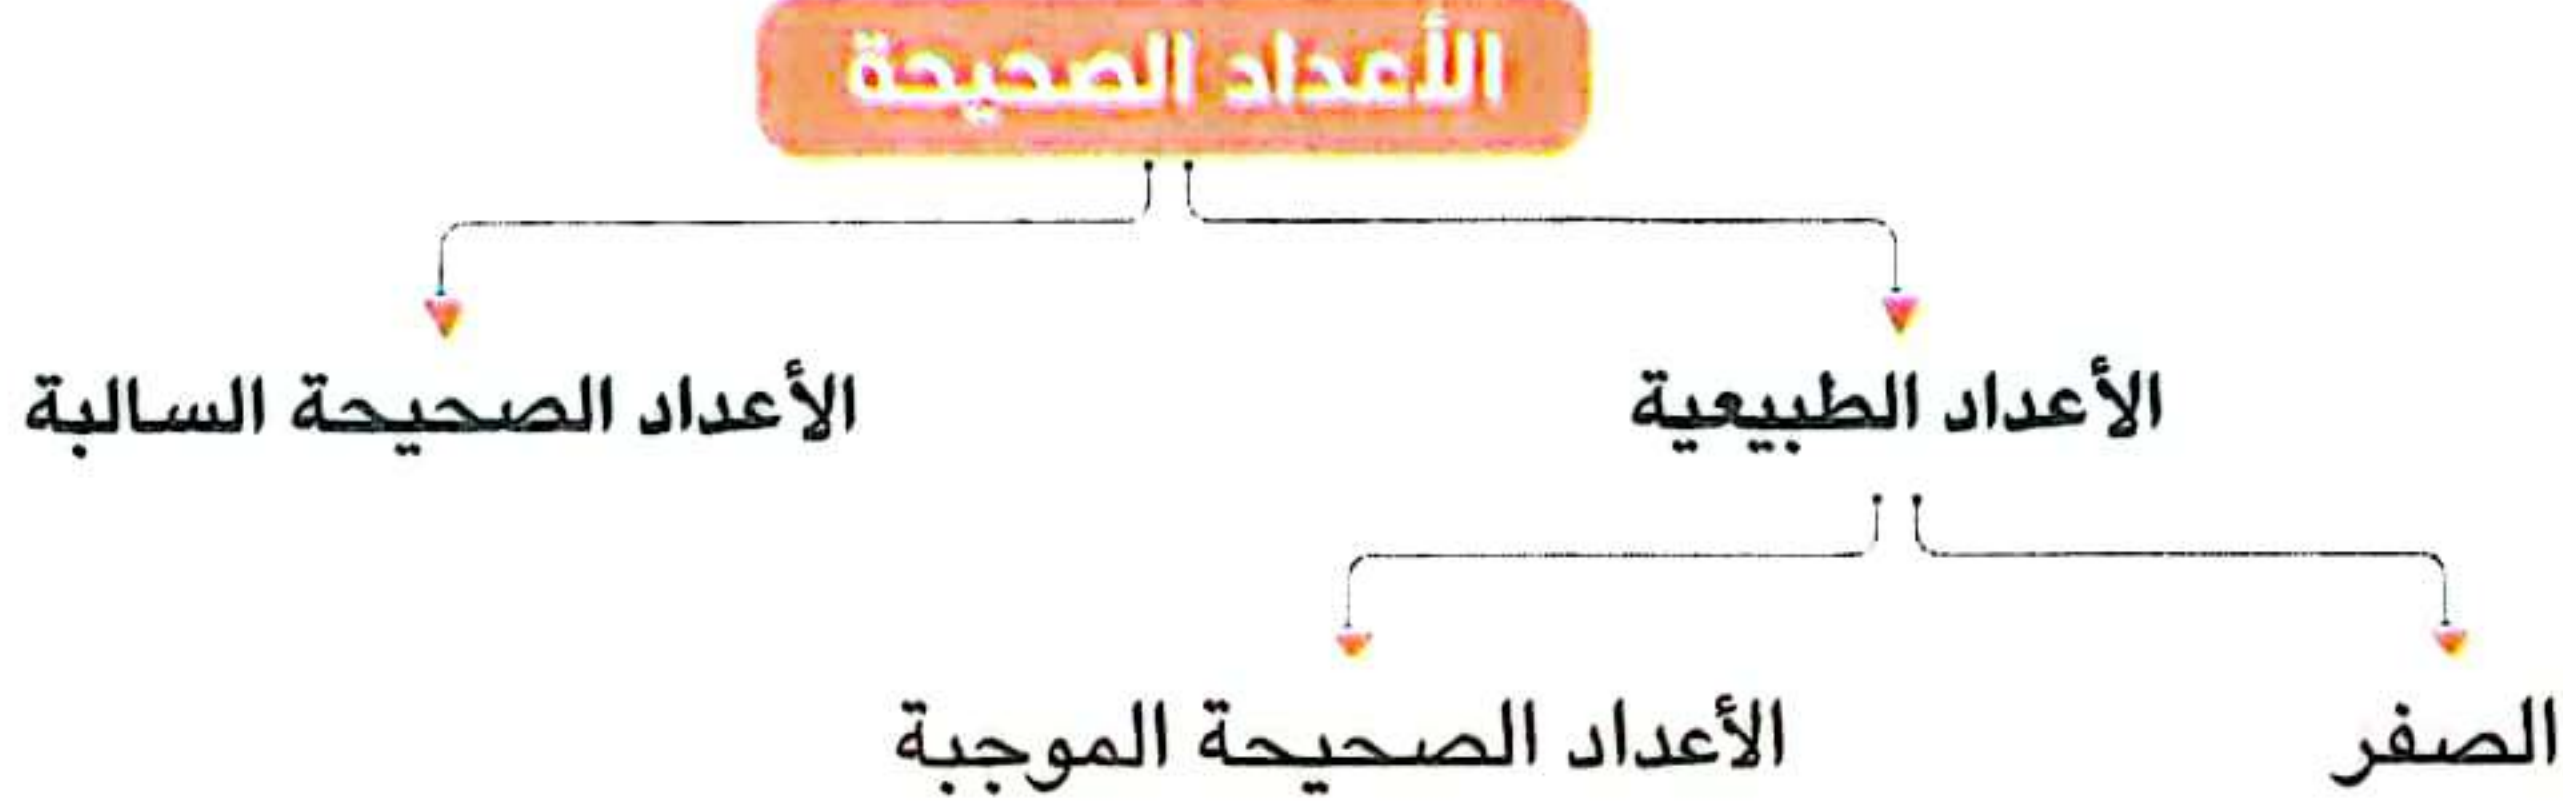 الأعداد الصحيحة
الأعداد الطبيعية
الأعداد الصحيحة السالبة
الصفر
الأعداد الصحيحة الموجبة